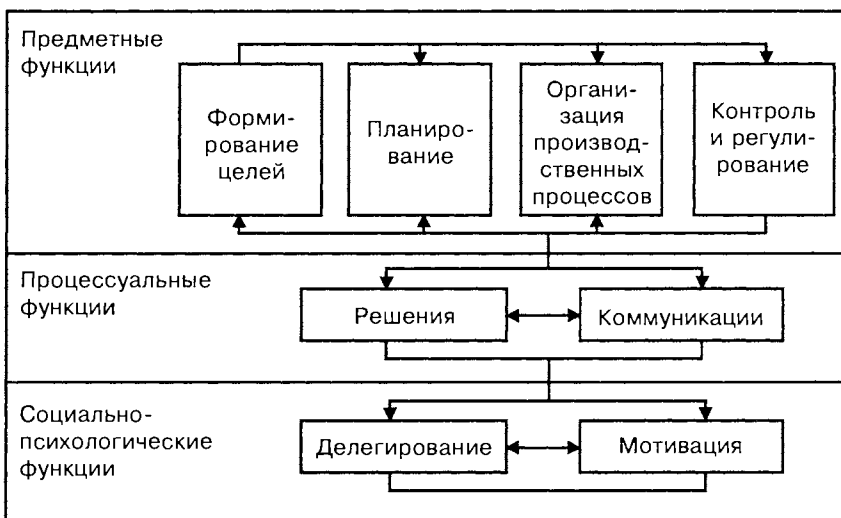 Предметные
функции
Формиро-
рование
целей
Планиро-
вание
Органи-
зация
производ-
ственных
процессов
Контроль
и регули-
рование
Процессуальные
функции
Решения
Коммуникации
Социально-
психологические
функции
Делегирование
Мотивация